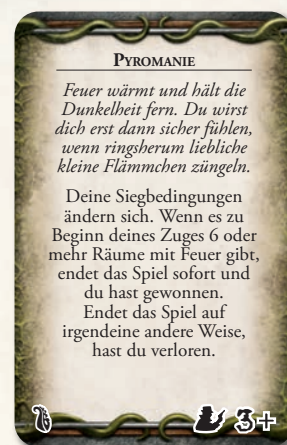 Pyromanie
Feuer wärmt und hält die
Dunkelheit fern. Du wirst
dich erst dann sicher fühlen,
wenn ringsherum liebliche
kleine Flämmchen züngeln.
Deine Siegbedingungen
ändern sich. Wenn es zu
Beginn deines Zuges 6 oder
mehr Räume mit Feuer gibt,
endet das Spiel sofort und
du hast gewonnen.
Endet das Spiel auf
irgendeine andere Weise,
hast du verloren.
3+